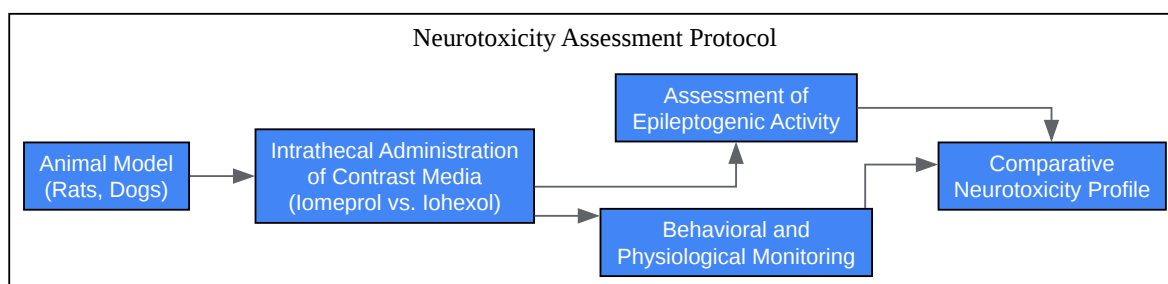 Neurotoxicity Assessment Protocol
Animal Model
(Rats, Dogs)
Intrathecal Administration
of Contrast Media
(Iomeprol vs. Iohexol)
Assessment of
Epileptogenic Activity
Behavioral and
Physiological Monitoring
Comparative
Neurotoxicity Profile